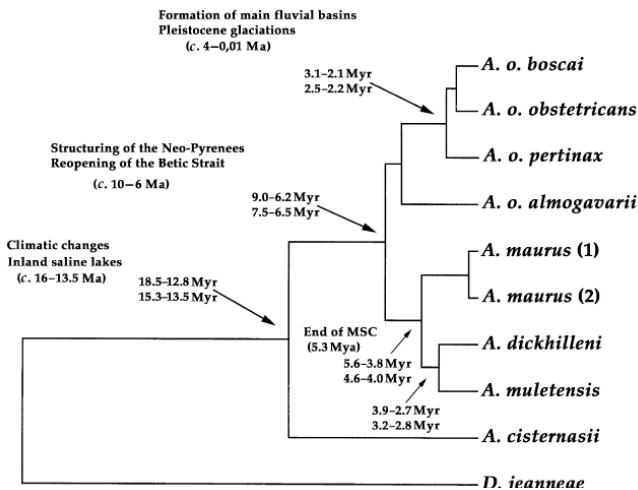 Formation of main fluvial basins
Pleistocene glaciations
(c. 4–0,01 Ma)
3.1–2.1 Myr
2.5–2.2 Myr
A. o. boscai
A. o. obstetricans
A. o. pertinax
Structuring of the Neo-Pyrenees
Reopening of the Betic Strait
(c. 10–6 Ma)
9.0–6.2 Myr
7.5–6.5 Myr
A. o. almogavarii
Climatic changes
Inland saline lakes
(c. 16–13.5 Ma)
18.5–12.8 Myr
15.3–13.5 Myr
A. maurus (1)
A. maurus (2)
End of MSC
(5.3 Mya)
5.6–3.8 Myr
4.6–4.0 Myr
A. dickhilleni
A. muletensis
3.9–2.7 Myr
3.2–2.8 Myr
A. cisternasii
D. jeanneae